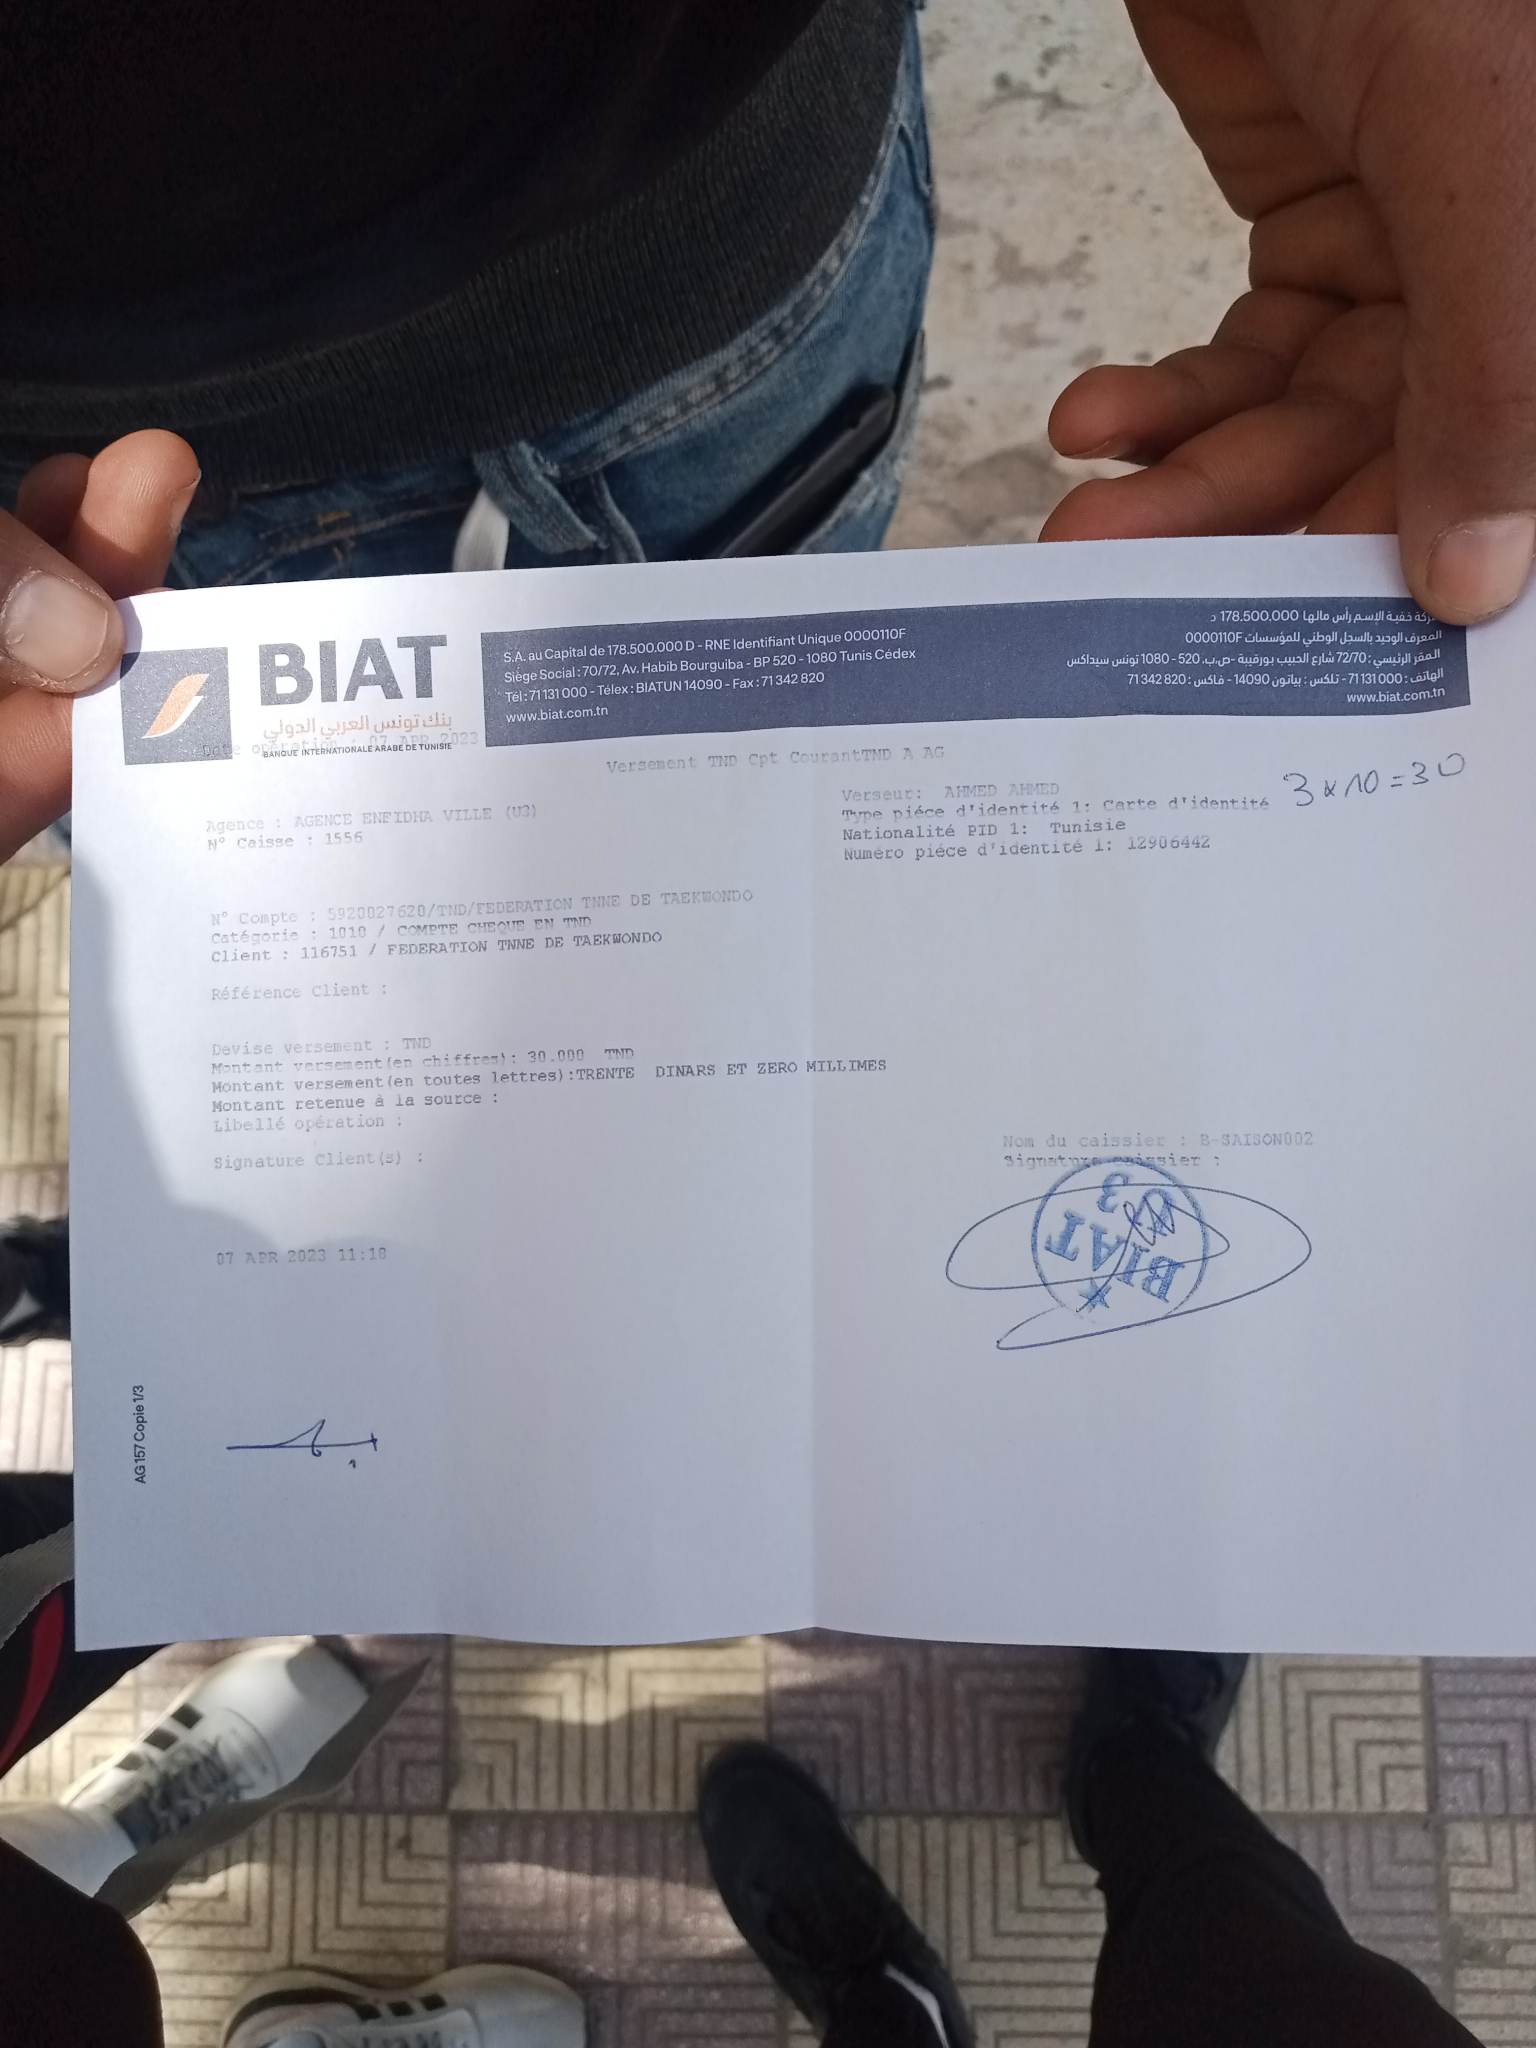 BIAT
بنك تونس العربي الدولي
BANQUE INTERNATIONALE ARABE DE TUNISIE
S.A. au Capital de 178.500.000 D - RNE Identifiant Unique 0000110F
Siège Social : 70/72, Av. Habib Bourguiba - BP 520 - 1080 Tunis Cédex
Tél : 71 131 000 - Télex : BIATUN 14090 - Fax : 71 342 820
www.biat.com.tn
خفية الإسم رأس مالها 178.500.000 د
المعرف الوحيد بالسجل الوطني للمؤسسات 0000110F
المقر الرئيسي : 72/70 شارع الحبيب بورقيبة -ص.ب. 520 - 1080 تونس سيداكس
الهاتف : 000 131 71 - تلكس : بياتون 14090 - فاكس : 820 342 71
www.biat.com.tn
Date opération : 07 APR 2023
Versement TND Cpt CourantTND A AG
Agence : AGENCE ENFIDHA VILLE (U3)
N° Caisse : 1556
Verseur: AHMED AHMED
Type piéce d'identité 1: Carte d'identité
Nationalité PID 1: Tunisie
Numéro piéce d'identité 1: 12906442
3 x 10 = 30
N° Compte : 5920027620/TND/FEDERATION TNNE DE TAEKWONDO
Catégorie : 1010 / COMPTE CHEQUE EN TND
Client : 116751 / FEDERATION TNNE DE TAEKWONDO
Référence Client :
Devise versement : TND
Montant versement(en chiffres): 30.000 TND
Montant versement(en toutes lettres):TRENTE DINARS ET ZERO MILLIMES
Montant retenue à la source :
Libellé opération :
Signature Client(s) :
Nom du caissier : B-SAISON002
Signature caissier :
3
BIAT
07 APR 2023 11:18
AG 157 Copie 1/3